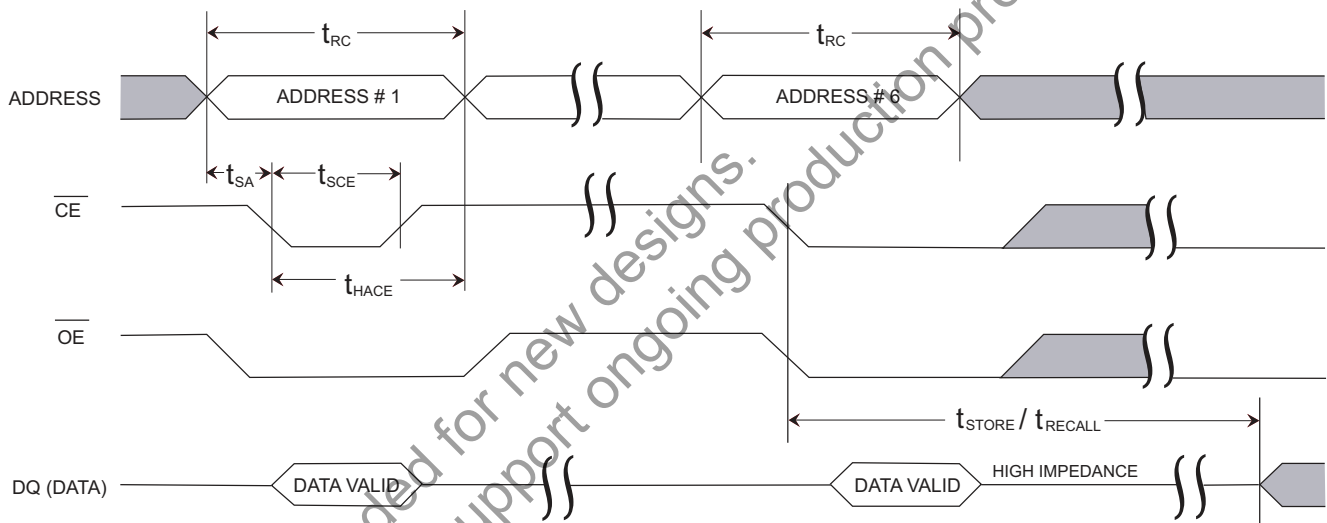 tRC
tRC
ADDRESS
ADDRESS # 1
ADDRESS # 6
tSA
tSCE
CE
tHACE
OE
tSTORE / tRECALL
DQ (DATA)
DATA VALID
DATA VALID
HIGH IMPEDANCE
ded for new designs.
support ongoing production pro